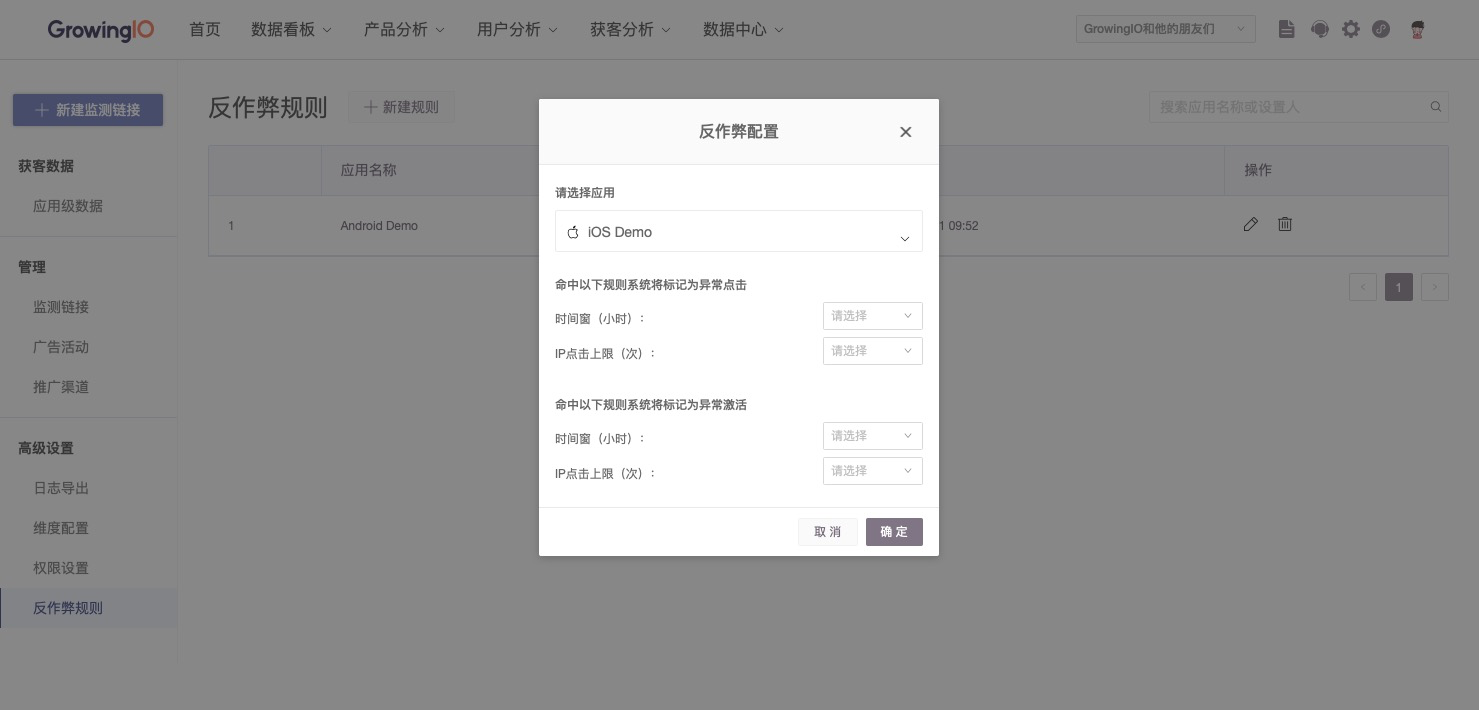 GrowingIO 首页 数据看板 产品分析 用户分析 获客分析 数据中心 GrowingIO和他的朋友们
新建监测链接
获客数据
应用级数据
管理
监测链接
广告活动
推广渠道
高级设置
日志导出
维度配置
权限设置
反作弊规则
反作弊规则 新建规则 搜索应用名称或设置人
应用名称 操作
1 Android Demo 1 09:52
1
反作弊配置
请选择应用
iOS Demo
命中以下规则系统将标记为异常点击
时间窗（小时）： 请选择
IP点击上限（次）： 请选择
命中以下规则系统将标记为异常激活
时间窗（小时）： 请选择
IP点击上限（次）： 请选择
取 消 确 定